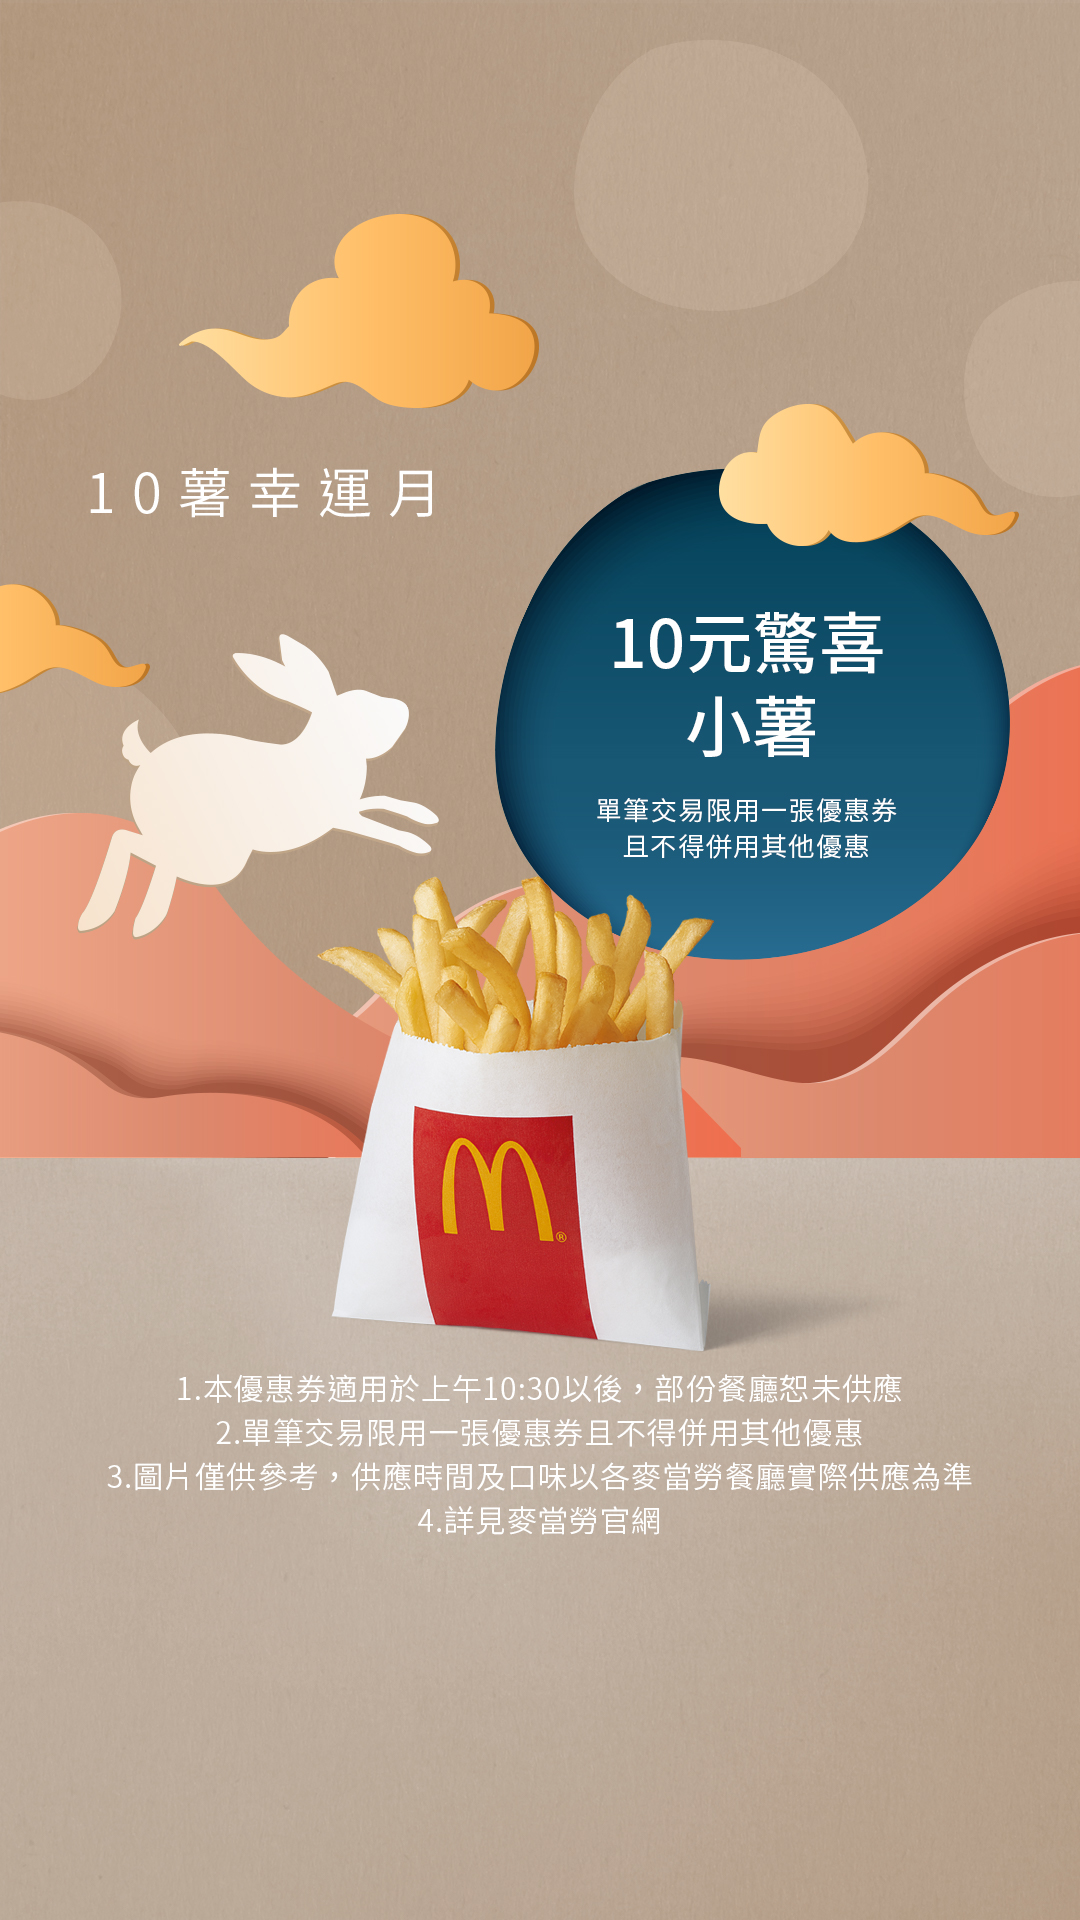 10薯幸運月
10元驚喜
小薯
單筆交易限用一張優惠券
且不得併用其他優惠
1.本優惠券適用於上午10:30以後，部份餐廳恕未供應
2.單筆交易限用一張優惠券且不得併用其他優惠
3.圖片僅供參考，供應時間及口味以各麥當勞餐廳實際供應為準
4.詳見麥當勞官網